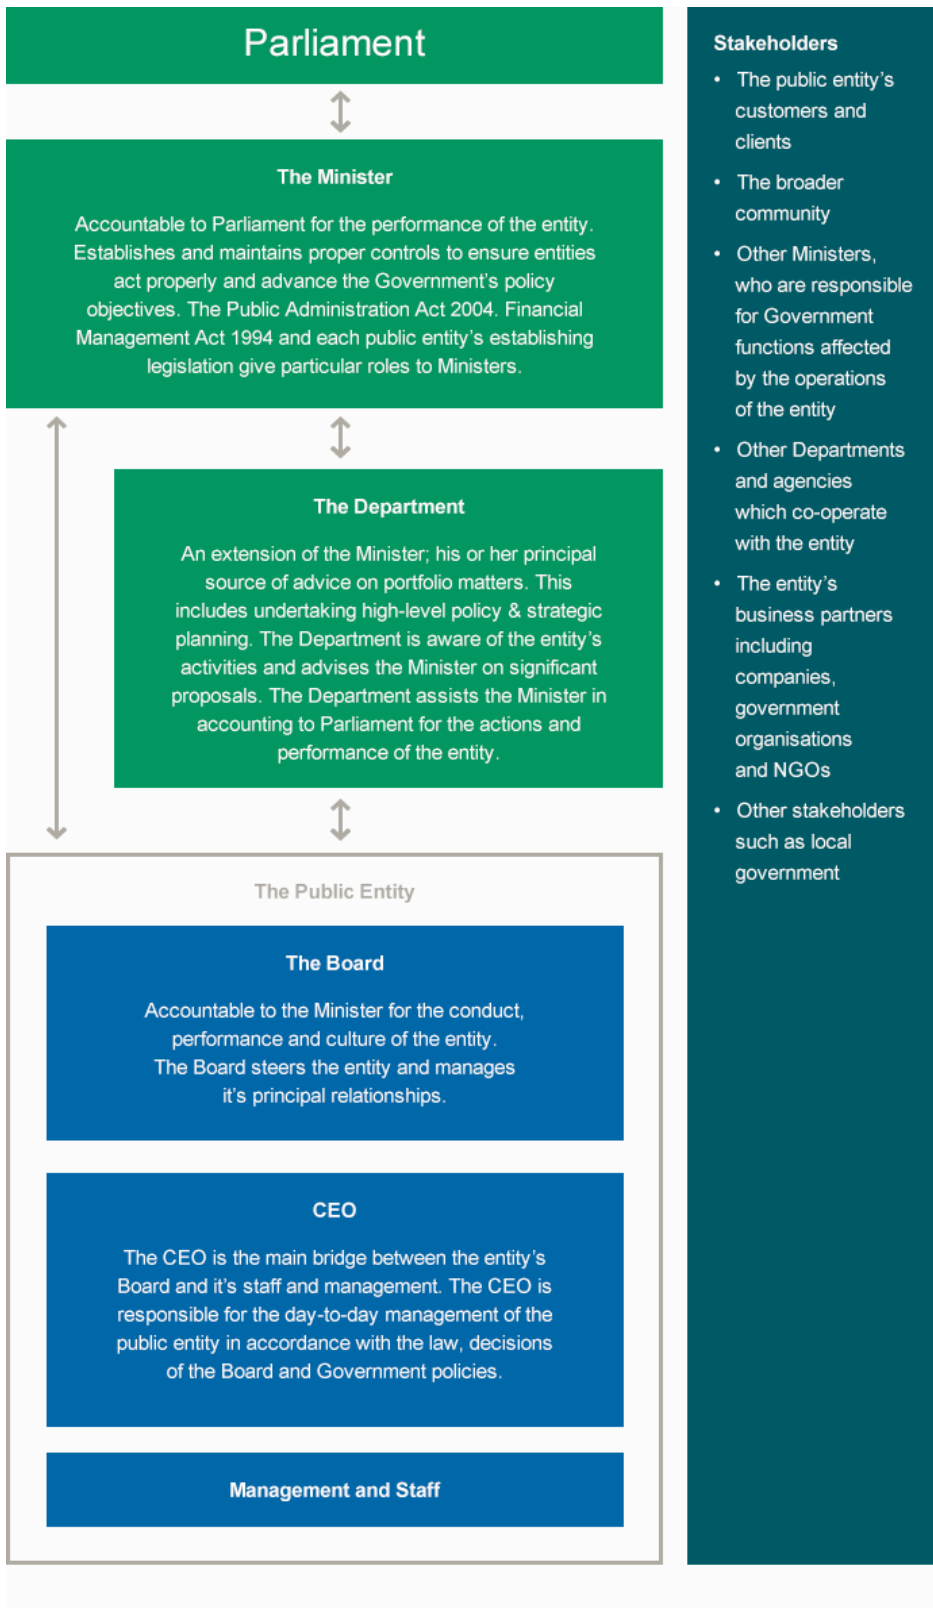 Parliament
The Minister
Accountable to Parliament for the performance of the entity.
Establishes and maintains proper controls to ensure entities
act properly and advance the Government's policy
objectives. The Public Administration Act 2004. Financial
Management Act 1994 and each public entity's establishing
legislation give particular roles to Ministers.
The Department
An extension of the Minister; his or her principal
source of advice on portfolio matters. This
includes undertaking high-level policy & strategic
planning. The Department is aware of the entity's
activities and advises the Minister on significant
proposals. The Department assists the Minister in
accounting to Parliament for the actions and
performance of the entity.
The Public Entity
The Board
Accountable to the Minister for the conduct,
performance and culture of the entity.
The Board steers the entity and manages
it's principal relationships.
CEO
The CEO is the main bridge between the entity's
Board and it's staff and management. The CEO is
responsible for the day-to-day management of the
public entity in accordance with the law, decisions
of the Board and Government policies.
Management and Staff
Stakeholders
• The public entity's
customers and
clients
• The broader
community
• Other Ministers,
who are responsible
for Government
functions affected
by the operations
of the entity
• Other Departments
and agencies
which co-operate
with the entity
• The entity's
business partners
including
companies,
government
organisations
and NGOs
• Other stakeholders
such as local
government